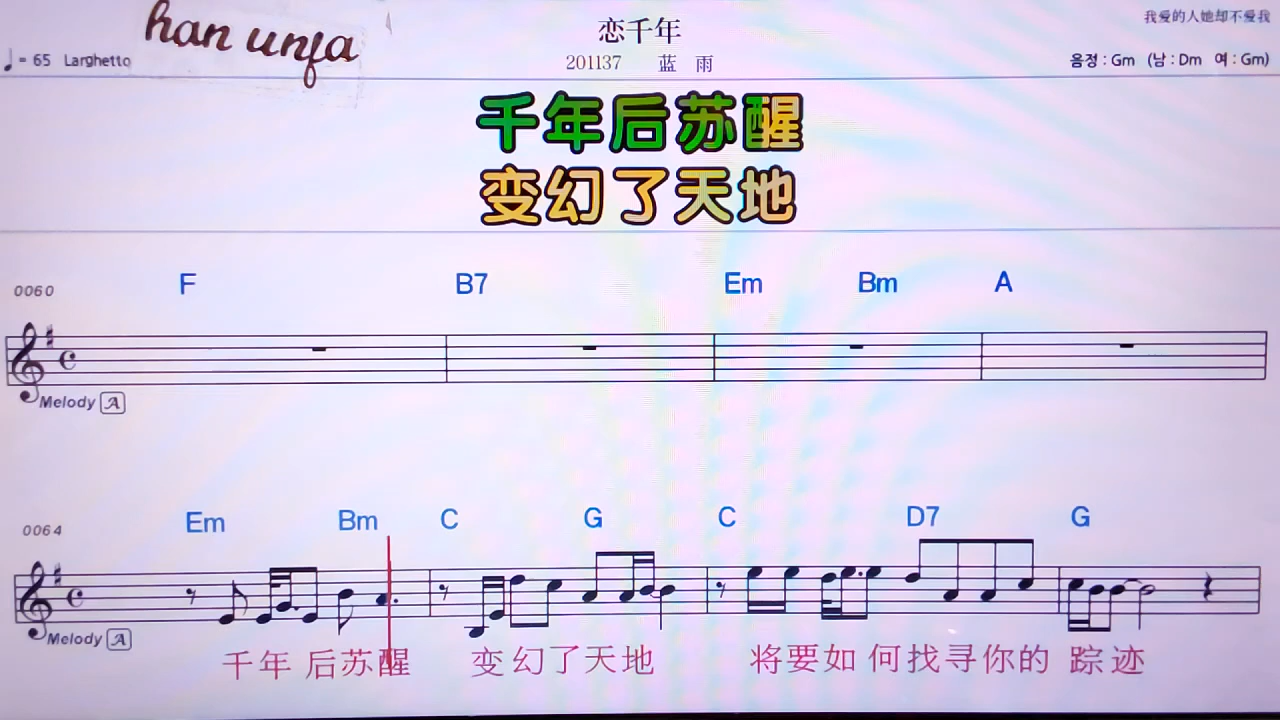 han unja
恋千年
我爱的人她却不爱我
♩= 65 Larghetto
201137 蓝 雨
음정 : Gm (남 : Dm 여 : Gm)
千年后苏醒
变幻了天地
0060 F B7 Em Bm A
Melody A
0064 Em Bm C G C D7 G
Melody A
千年 后苏醒 变幻了天地 将要如何找寻你的 踪迹